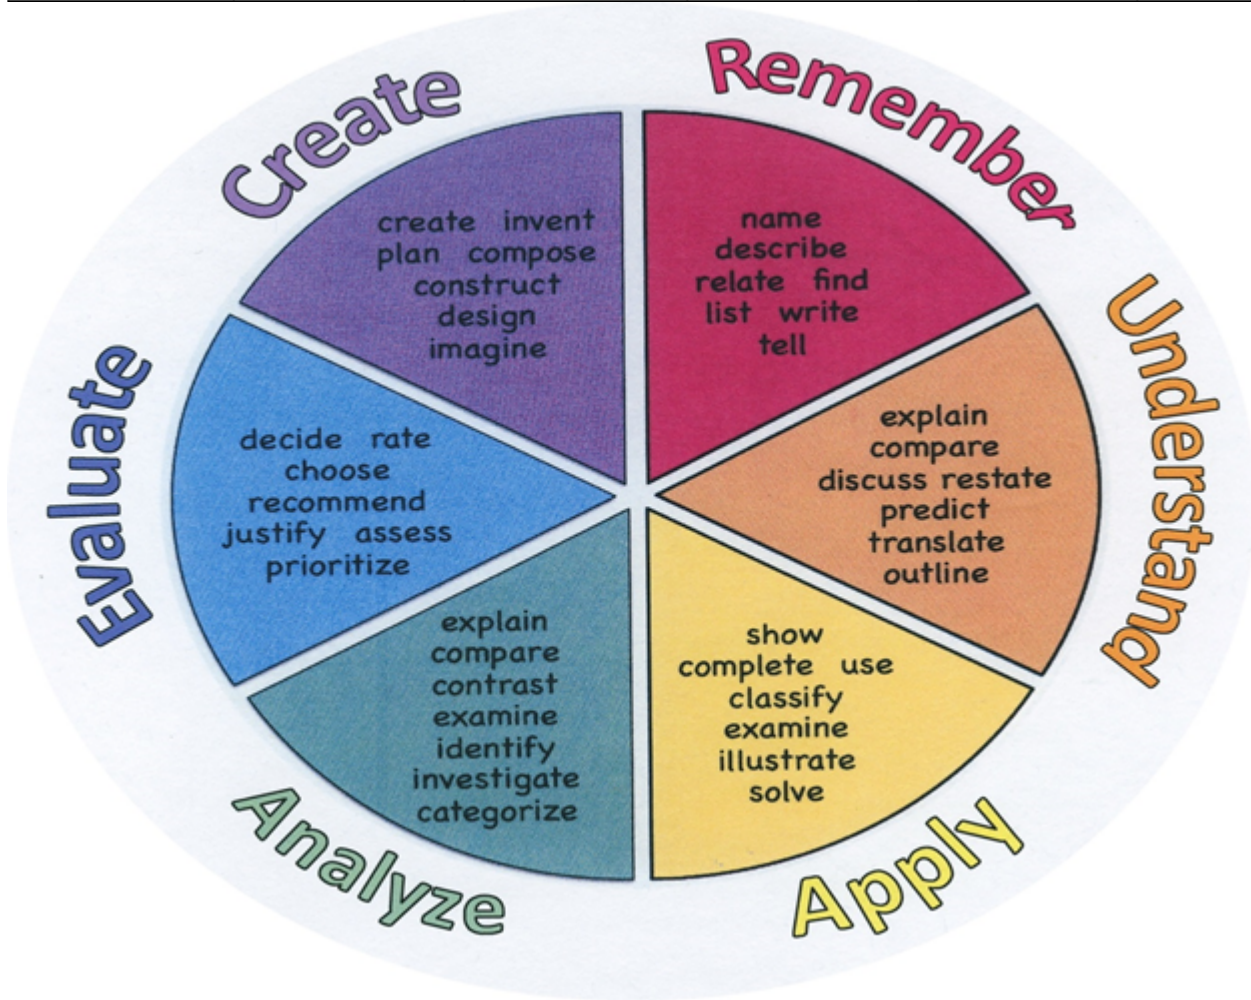 Remember
name
describe
relate find
list write
tell
Understand
explain
compare
discuss restate
predict
translate
outline
Apply
show
complete use
classify
examine
illustrate
solve
Analyze
explain
compare
contrast
examine
identify
investigate
categorize
Evaluate
decide rate
choose
recommend
justify assess
prioritize
Create
create invent
plan compose
construct
design
imagine